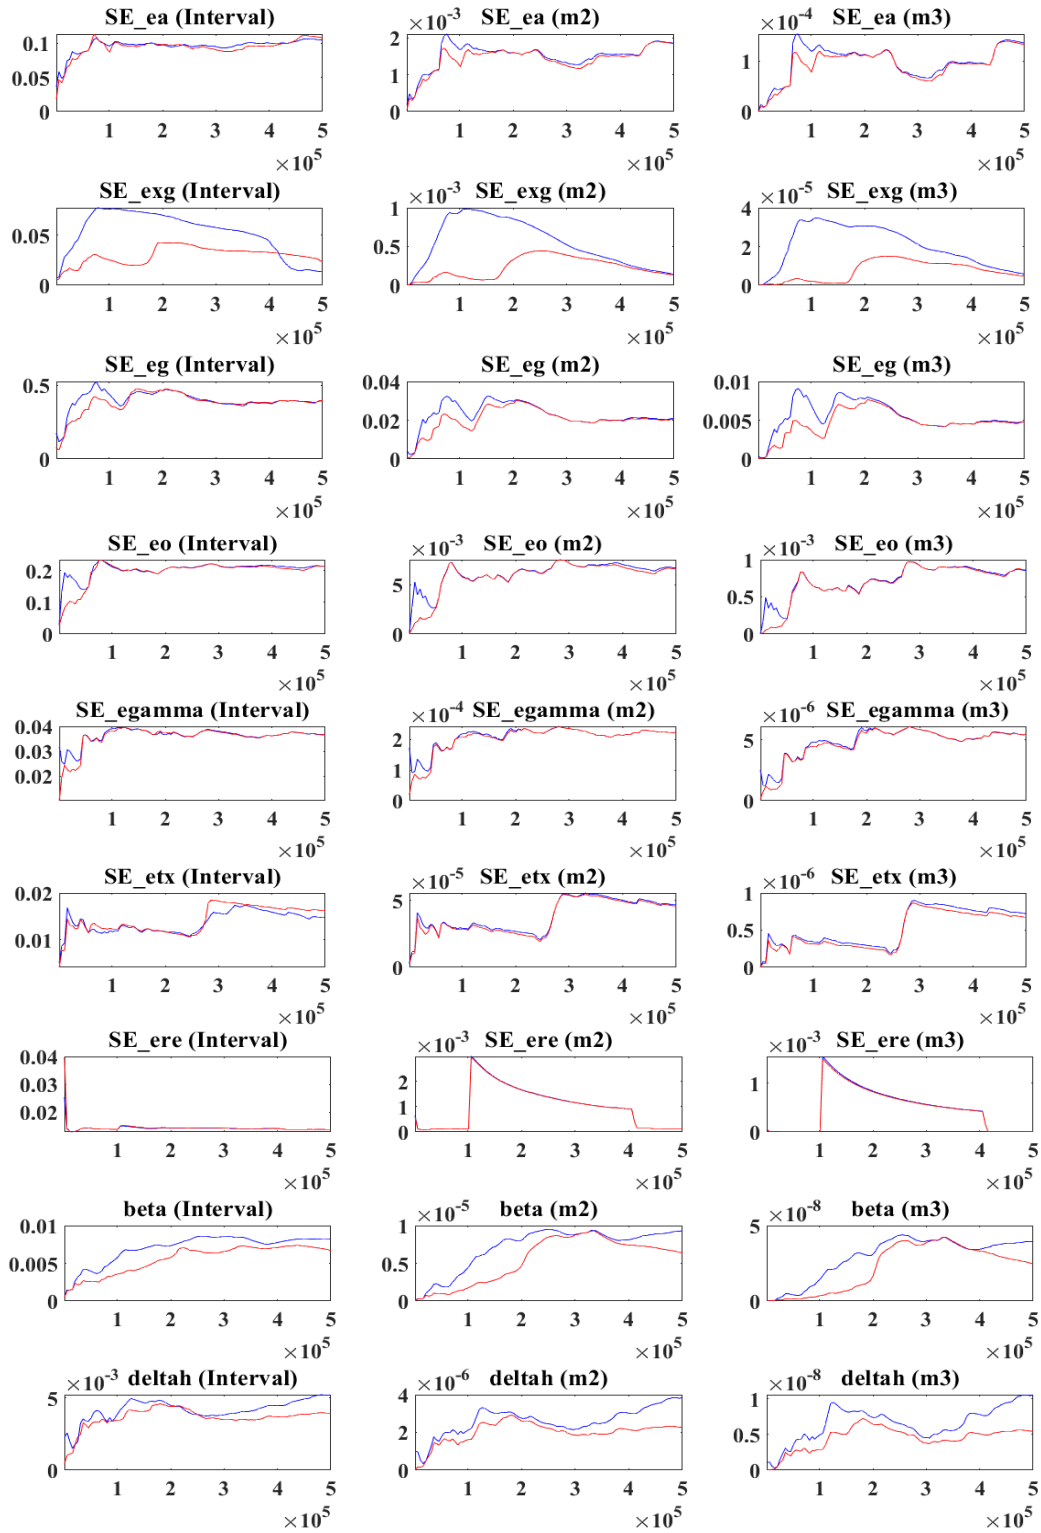 SE_ea (Interval)
×10⁻³ SE_ea (m2)
×10⁻⁴ SE_ea (m3)
0.1
0.05
0
1 2 3 4 5
×10⁵
2
1
0
1 2 3 4 5
×10⁵
1
0
1 2 3 4 5
×10⁵
SE_exg (Interval)
×10⁻³ SE_exg (m2)
×10⁻⁵ SE_exg (m3)
0.05
0
1 2 3 4 5
×10⁵
1
0.5
0
1 2 3 4 5
×10⁵
4
2
0
1 2 3 4 5
×10⁵
SE_eg (Interval)
SE_eg (m2)
SE_eg (m3)
0.5
0
1 2 3 4 5
×10⁵
0.04
0.02
0
1 2 3 4 5
×10⁵
0.01
0.005
0
1 2 3 4 5
×10⁵
SE_eo (Interval)
×10⁻³ SE_eo (m2)
×10⁻³ SE_eo (m3)
0.2
0.1
0
1 2 3 4 5
×10⁵
5
0
1 2 3 4 5
×10⁵
1
0.5
0
1 2 3 4 5
×10⁵
SE_egamma (Interval)
×10⁻⁴ SE_egamma (m2)
×10⁻⁶ SE_egamma (m3)
0.04
0.03
0.02
1 2 3 4 5
×10⁵
2
1
0
1 2 3 4 5
×10⁵
5
0
1 2 3 4 5
×10⁵
SE_etx (Interval)
×10⁻⁵ SE_etx (m2)
×10⁻⁶ SE_etx (m3)
0.02
0.01
1 2 3 4 5
×10⁵
5
0
1 2 3 4 5
×10⁵
1
0.5
0
1 2 3 4 5
×10⁵
SE_ere (Interval)
×10⁻³ SE_ere (m2)
×10⁻³ SE_ere (m3)
0.04
0.03
0.02
1 2 3 4 5
×10⁵
2
1
0
1 2 3 4 5
×10⁵
1
0
1 2 3 4 5
×10⁵
beta (Interval)
×10⁻⁵ beta (m2)
×10⁻⁸ beta (m3)
0.01
0.005
0
1 2 3 4 5
×10⁵
1
0.5
0
1 2 3 4 5
×10⁵
5
0
1 2 3 4 5
×10⁵
×10⁻³ deltah (Interval)
×10⁻⁶ deltah (m2)
×10⁻⁸ deltah (m3)
5
0
1 2 3 4 5
×10⁵
4
2
0
1 2 3 4 5
×10⁵
1
0.5
0
1 2 3 4 5
×10⁵